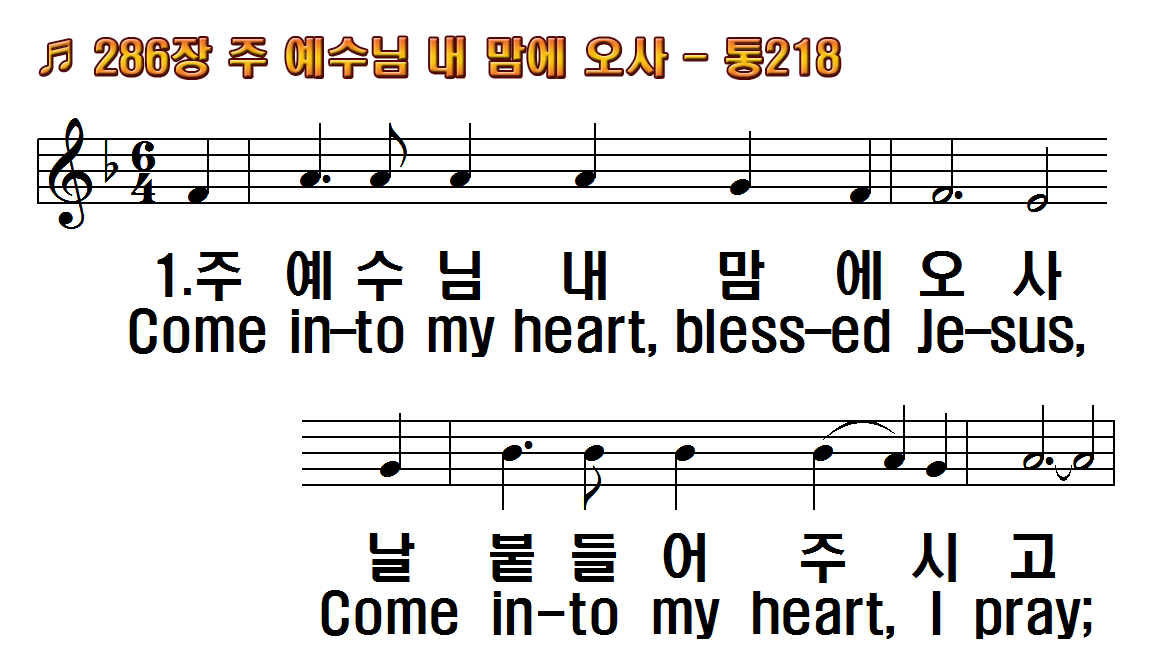 ♬ 286장 주 예수님 내 맘에 오사 - 통218
6
4
1.주 예 수 님 내 맘 에 오 사
Come in-to my heart, bless-ed Je-sus,
날 붙 들 어 주 시 고
Come in-to my heart, I pray;